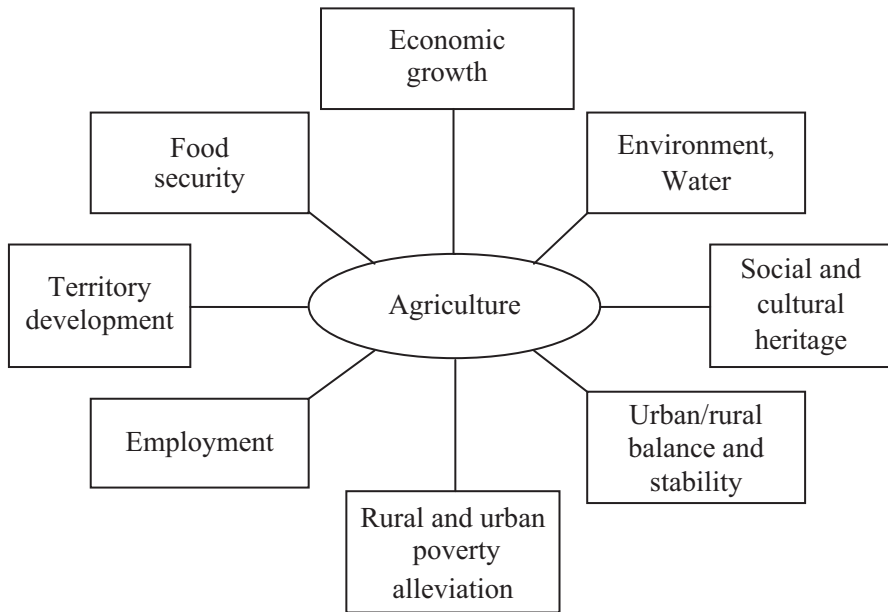 Economic
growth
Food
security
Environment,
Water
Territory
development
Agriculture
Social and
cultural
heritage
Employment
Urban/rural
balance and
stability
Rural and urban
poverty
alleviation